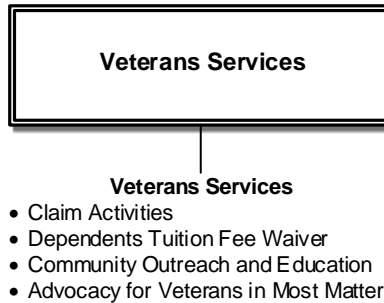 Veterans Services
Veterans Services
• Claim Activities
• Dependents Tuition Fee Waiver
• Community Outreach and Education
• Advocacy for Veterans in Most Matter